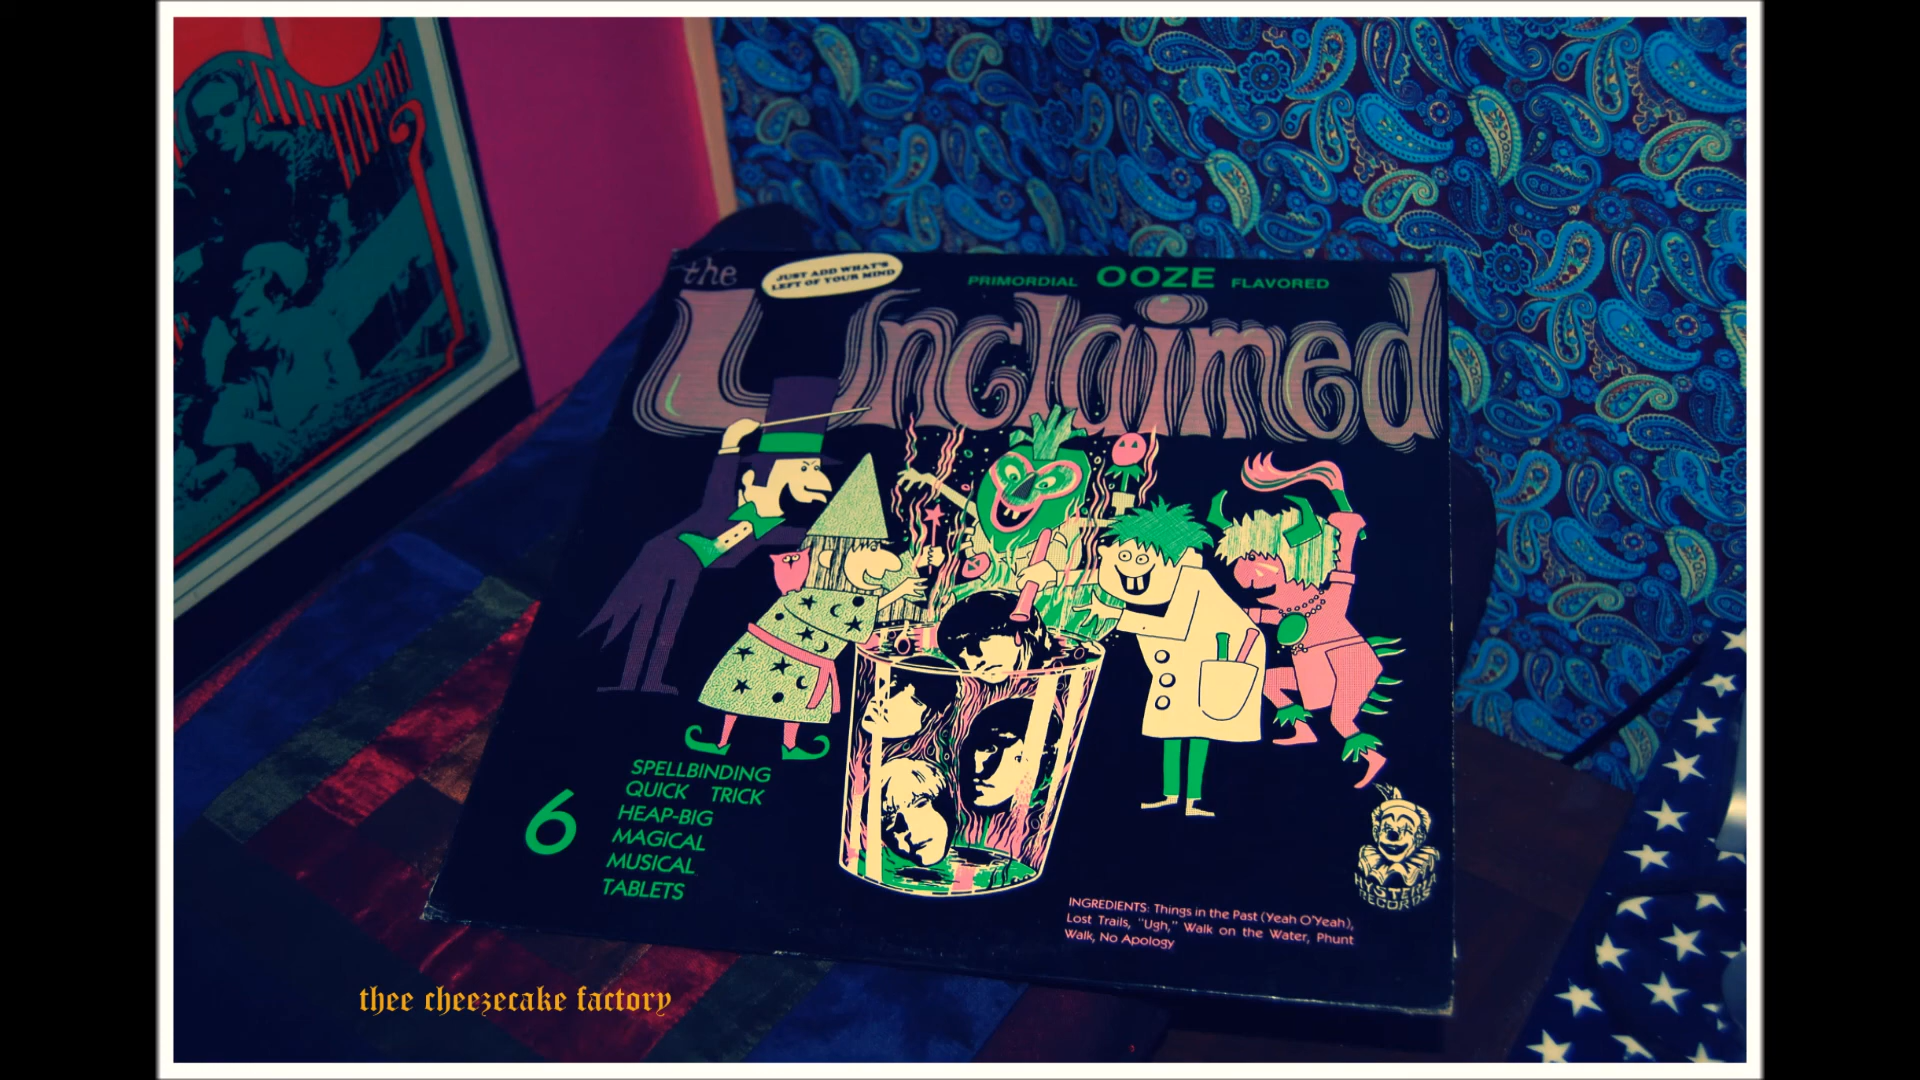 the
JUST ADD WHAT'S
LEFT OF YOUR MIND
PRIMORDIAL OOZE FLAVORED
Unclaimed
6
SPELLBINDING
QUICK TRICK
HEAP-BIG
MAGICAL
MUSICAL
TABLETS
HYSTERIA
RECORDS
INGREDIENTS: Things in the Past (Yeah O'Yeah),
Lost Trails, "Ugh," Walk on the Water, Phunt
Walk, No Apology
thee cheezecake factory